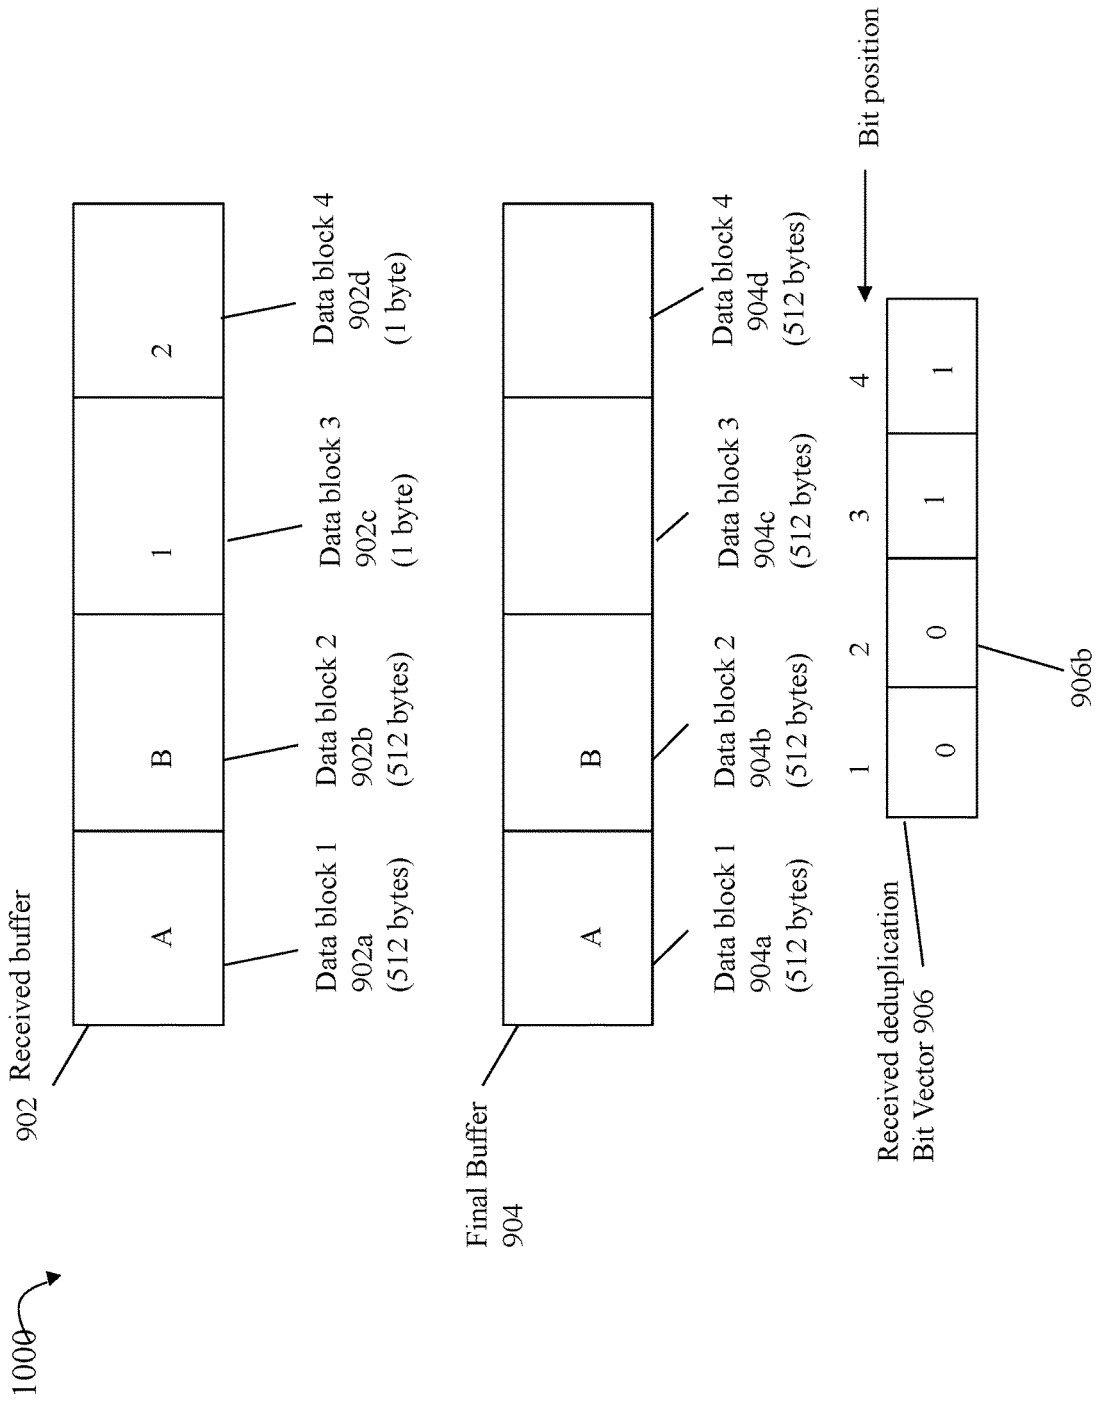 1000
902 Received buffer
A
B
1
2
Data block 1
902a
(512 bytes)
Data block 2
902b
(512 bytes)
Data block 3
902c
(1 byte)
Data block 4
902d
(1 byte)
Final Buffer
904
A
B
Data block 1
904a
(512 bytes)
Data block 2
904b
(512 bytes)
Data block 3
904c
(512 bytes)
Data block 4
904d
(512 bytes)
Received deduplication
Bit Vector 906
1
2
3
4
Bit position
0
0
1
1
906b